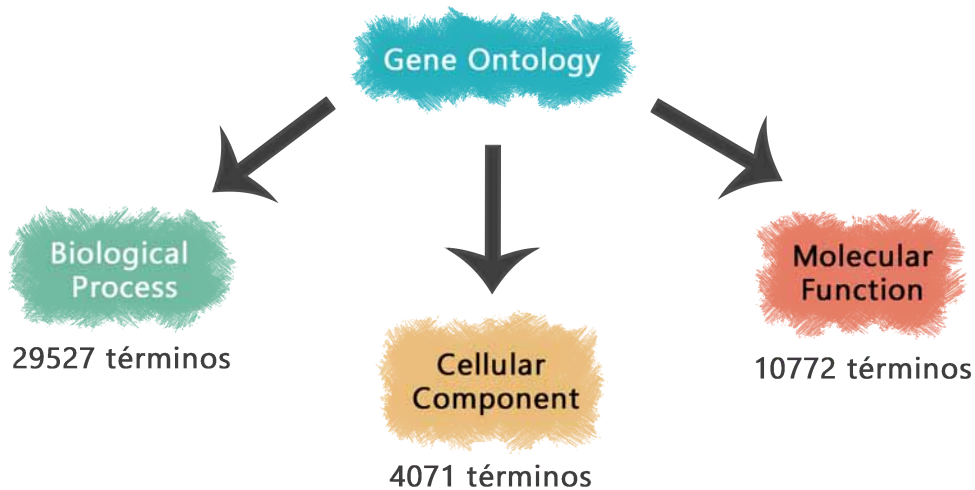 Gene Ontology
Biological
Process
29527 términos
Cellular
Component
4071 términos
Molecular
Function
10772 términos